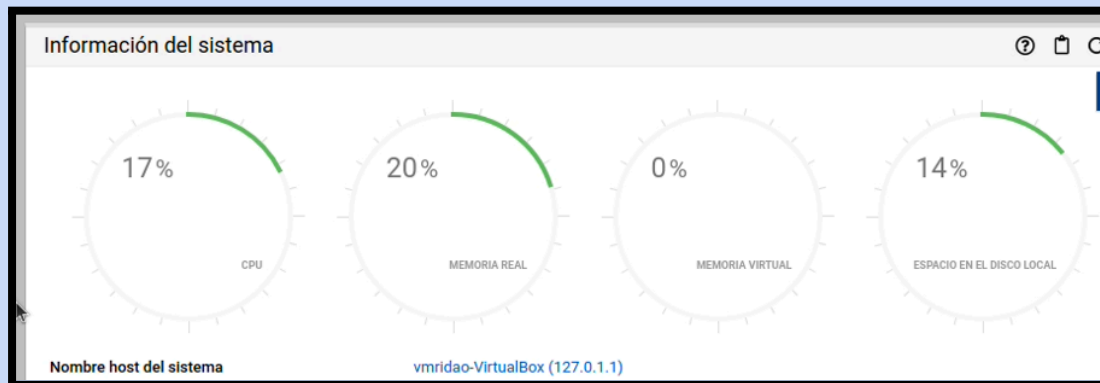 Información del sistema
17%
CPU
20%
MEMORIA REAL
0%
MEMORIA VIRTUAL
14%
ESPACIO EN EL DISCO LOCAL
Nombre host del sistema vmridao-VirtualBox (127.0.1.1)